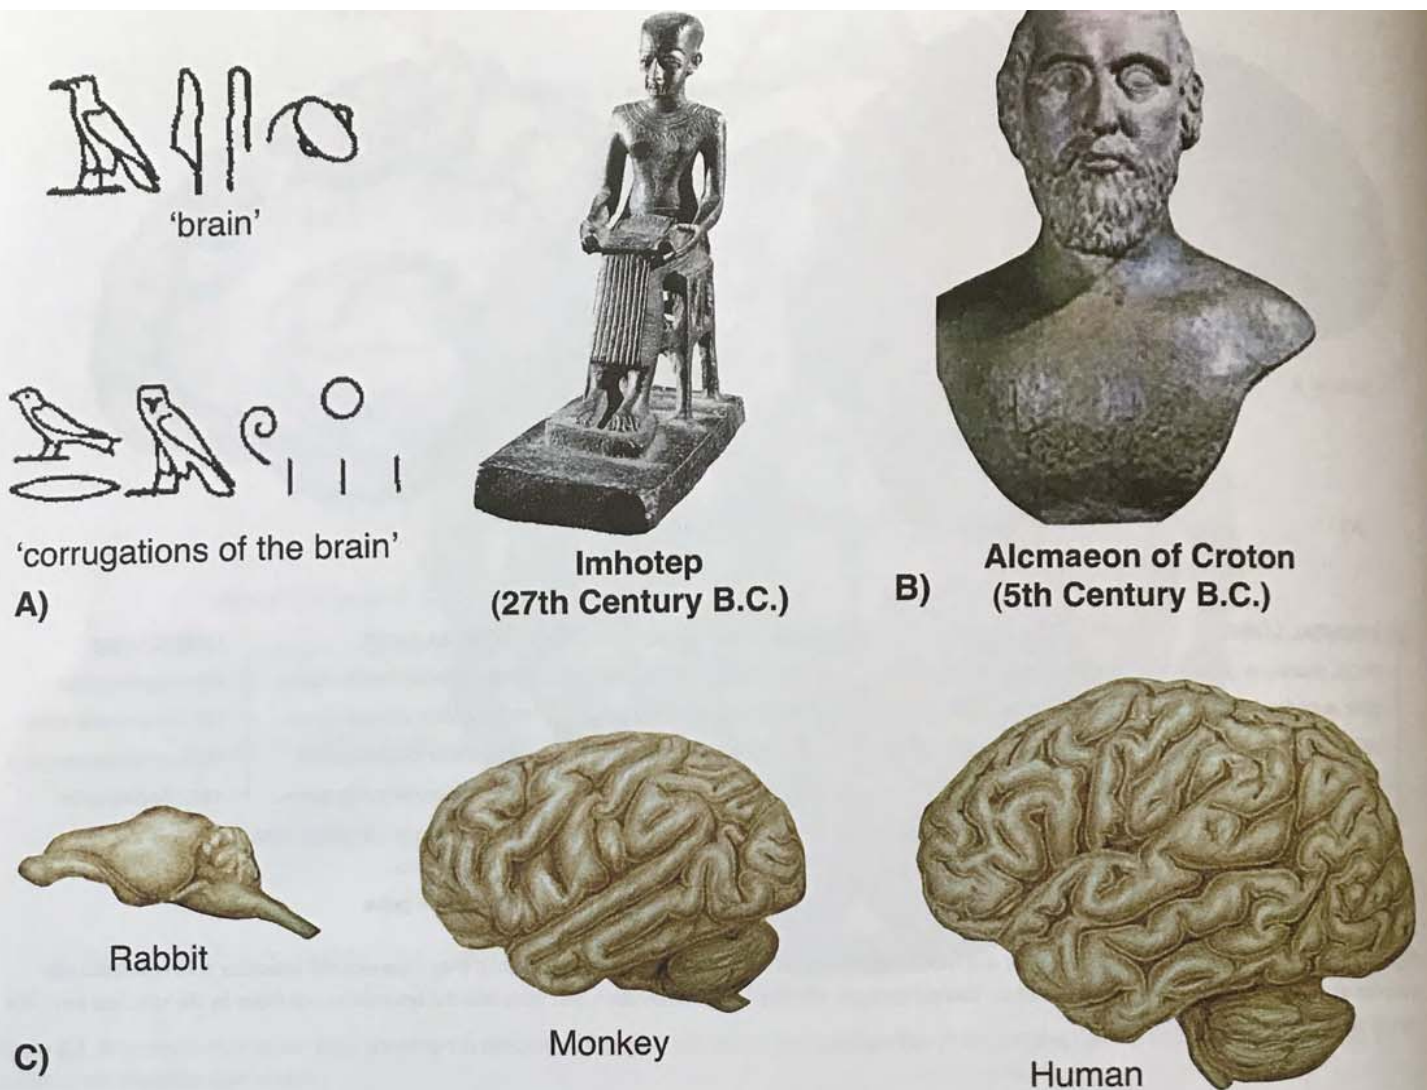 ‘brain’
‘corrugations of the brain’
A)
Imhotep
(27th Century B.C.)
B)
Alcmaeon of Croton
(5th Century B.C.)
Rabbit
Monkey
Human
C)